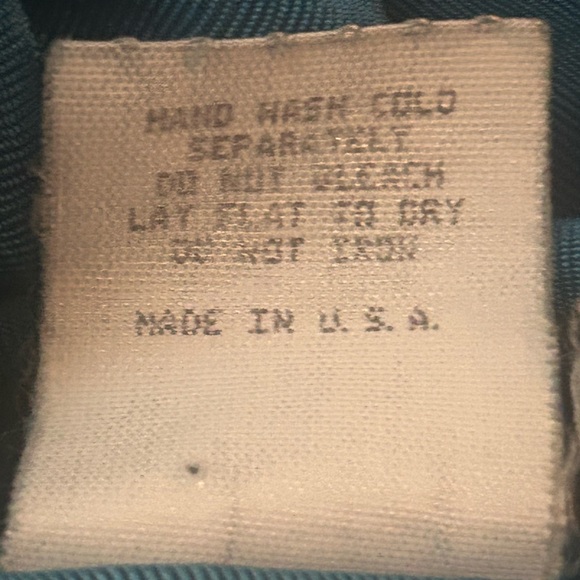 HAND WASH COLD
SEPARATELY
DO NOT BLEACH
LAY FLAT TO DRY
DO NOT IRON
MADE IN U.S.A.